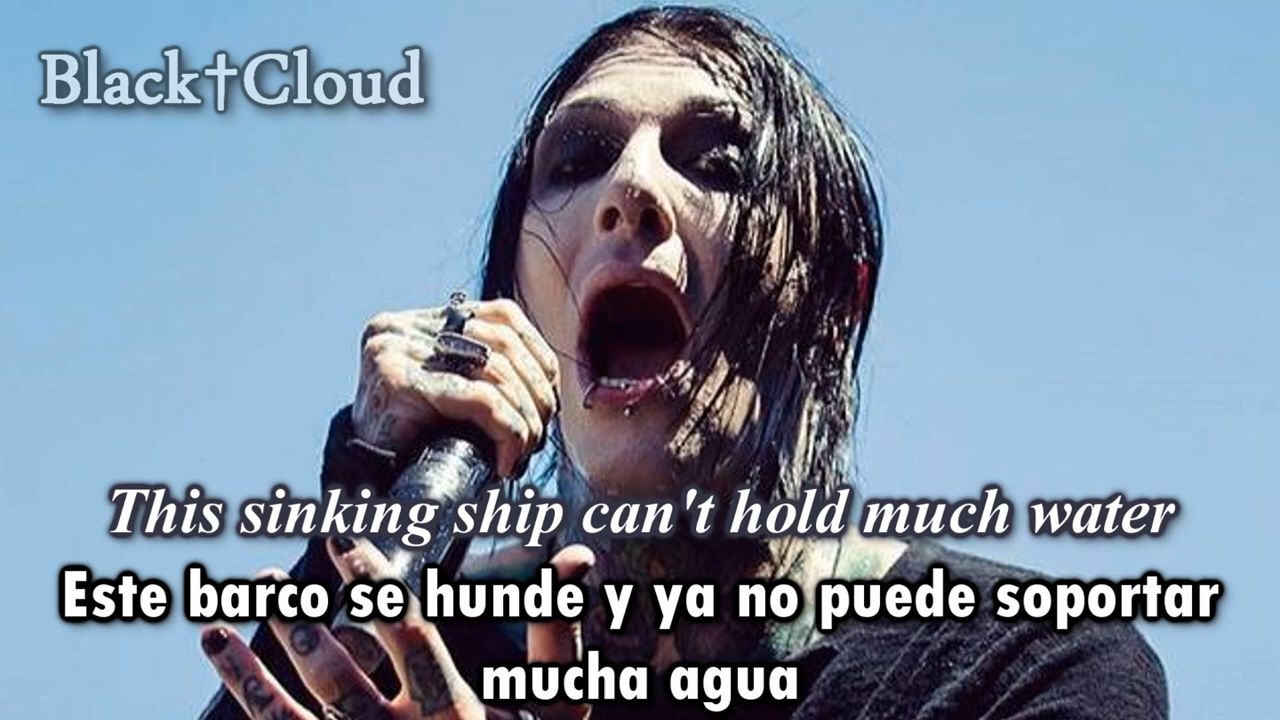 Black†Cloud
This sinking ship can't hold much water
Este barco se hunde y ya no puede soportar
mucha agua